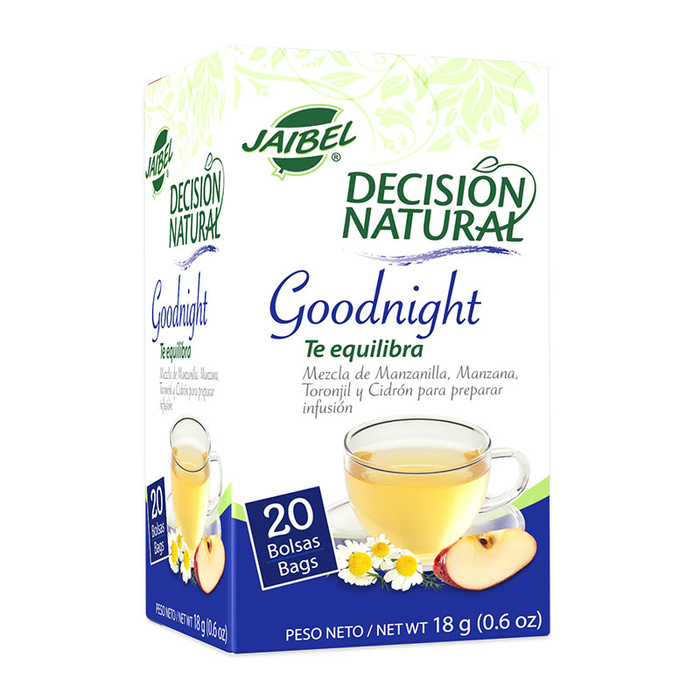 JAIBEL
®
DECISIÓN
NATURAL
Goodnight
Te equilibra
Mezcla de Manzanilla, Manzana,
Toronjil y Cidrón para preparar
infusión
20
Bolsas
Bags
PESO NETO / NET WT 18 g (0.6 oz)
JAIBEL
®
DECISIÓN
NATURAL
Goodnight
Te equilibra
Mezcla de Manzanilla, Manzana,
Toronjil y Cidrón para preparar
infusión
20
Bolsas
Bags
PESO NETO / NET WT 18 g (0.6 oz)